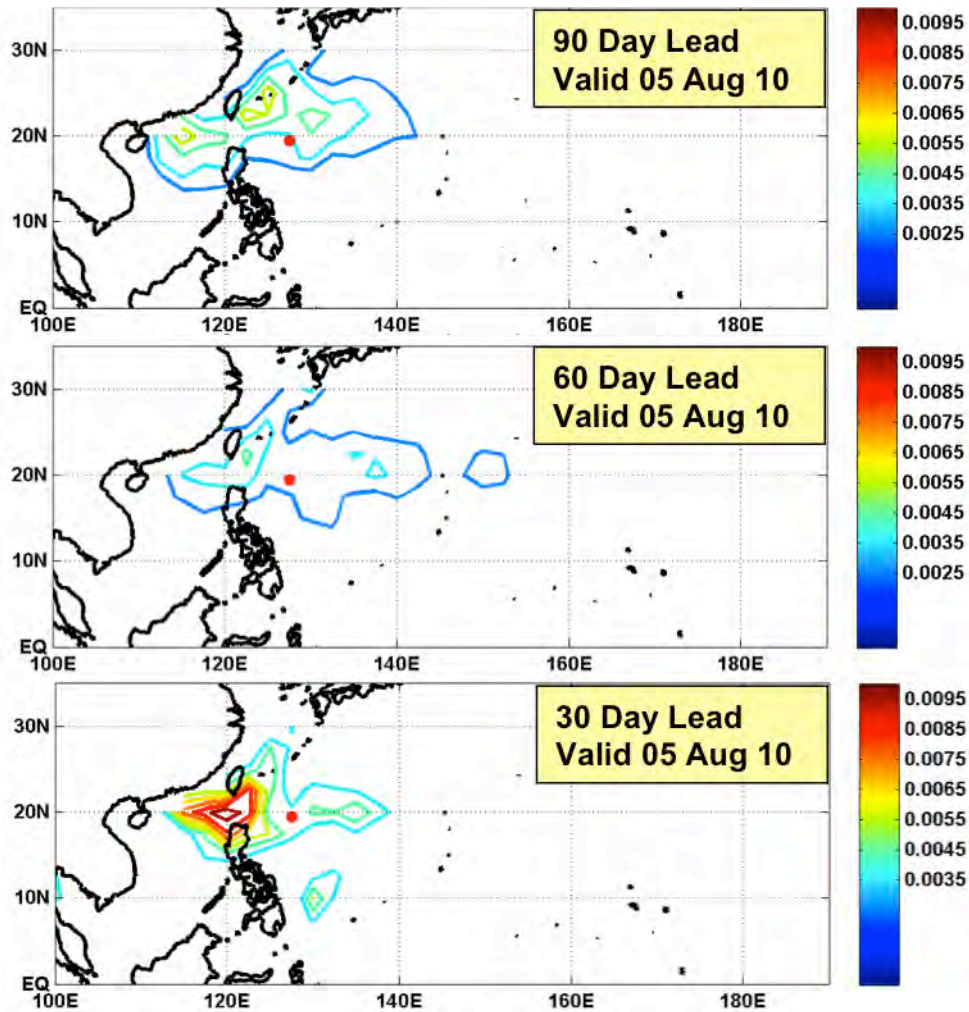 90 Day Lead
Valid 05 Aug 10
30N
20N
10N
EQ
100E 120E 140E 160E 180E
0.0095
0.0085
0.0075
0.0065
0.0055
0.0045
0.0035
0.0025
60 Day Lead
Valid 05 Aug 10
30N
20N
10N
EQ
100E 120E 140E 160E 180E
0.0095
0.0085
0.0075
0.0065
0.0055
0.0045
0.0035
0.0025
30 Day Lead
Valid 05 Aug 10
30N
20N
10N
EQ
100E 120E 140E 160E 180E
0.0095
0.0085
0.0075
0.0065
0.0055
0.0045
0.0035